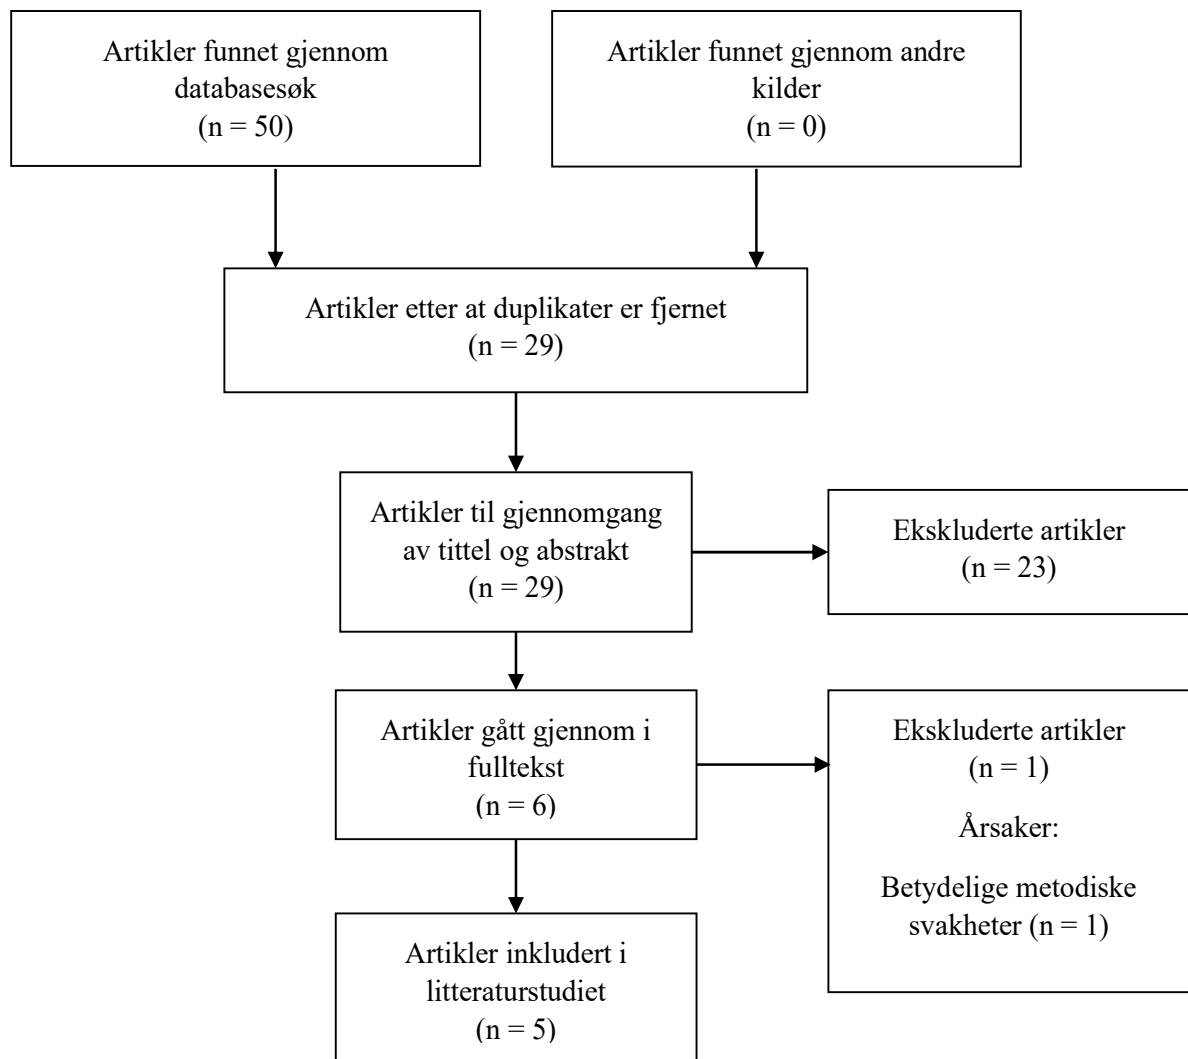 Artikler funnet gjennom
databasesøk
(n = 50)
Artikler funnet gjennom andre
kilder
(n = 0)
Artikler etter at duplikater er fjernet
(n = 29)
Artikler til gjennomgang
av tittel og abstrakt
(n = 29)
Ekskluderte artikler
(n = 23)
Artikler gått gjennom i
fulltekst
(n = 6)
Ekskluderte artikler
(n = 1)
Årsaker:
Betydelige metodiske
svakheter (n = 1)
Artikler inkludert i
litteraturstudiet
(n = 5)